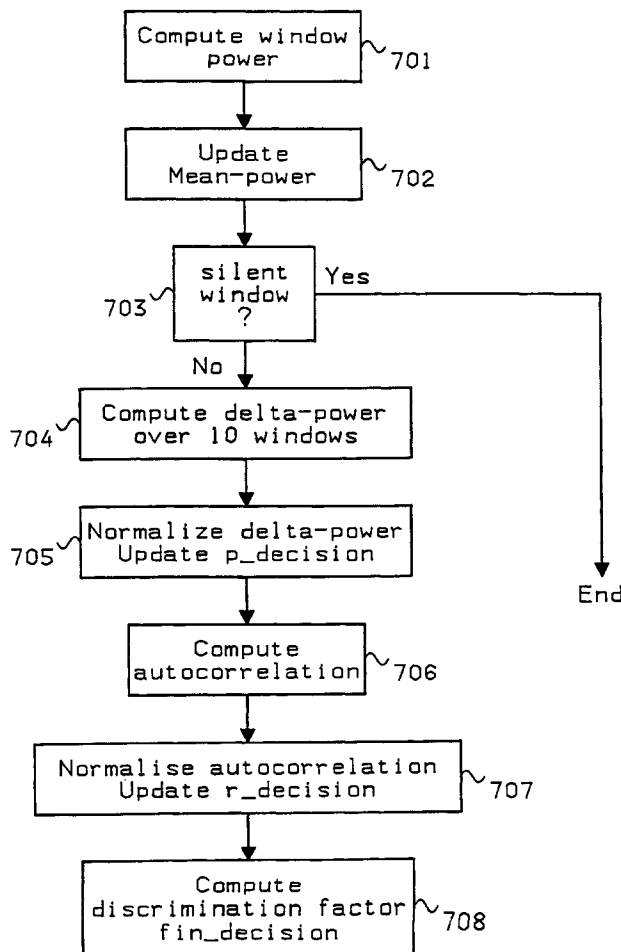 Compute window
power
701
Update
Mean-power
702
silent
window
?
703
Yes
No
Compute delta-power
over 10 windows
704
Normalize delta-power
Update p_decision
705
End
Compute
autocorrelation
706
Normalise autocorrelation
Update r_decision
707
Compute
discrimination factor
fin_decision
708